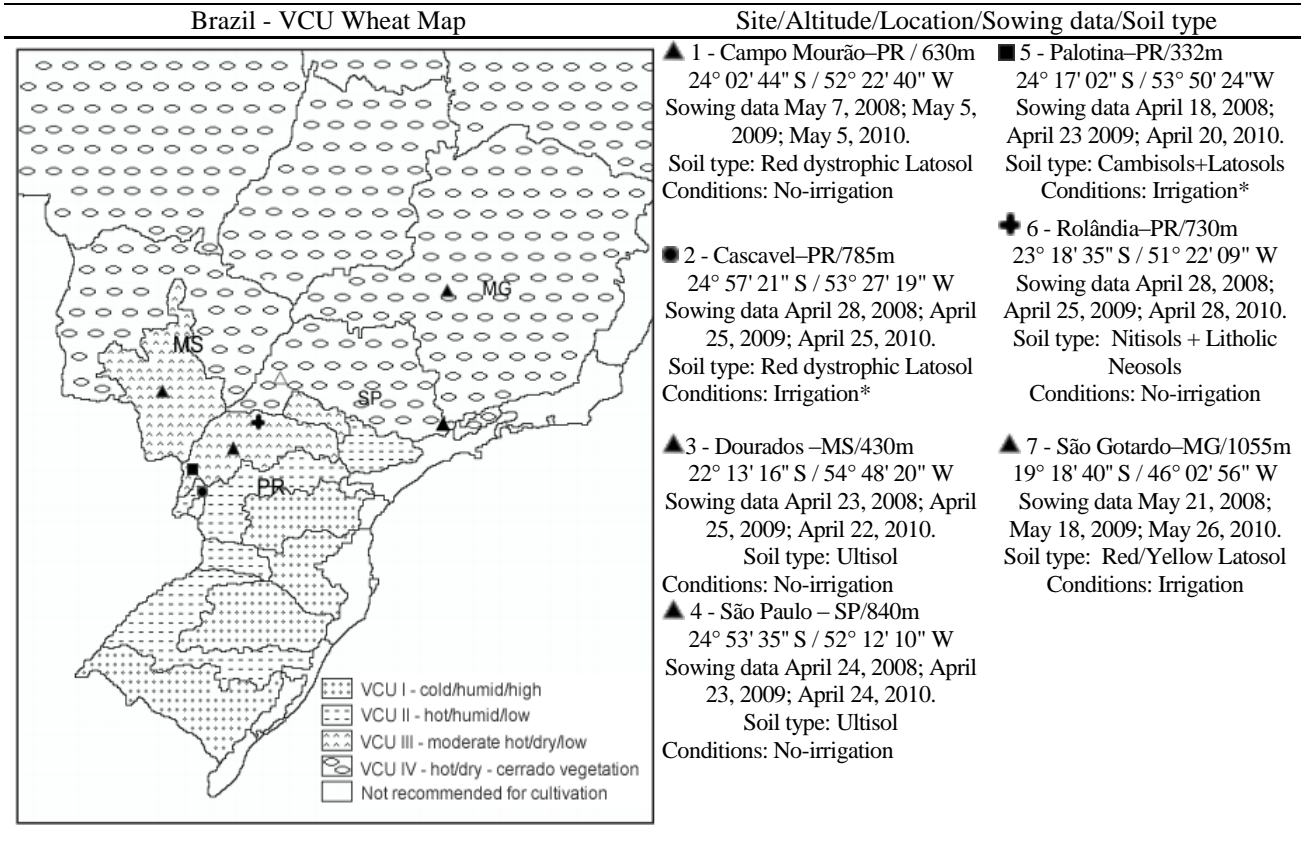 Brazil - VCU Wheat Map
Site/Altitude/Location/Sowing data/Soil type
MG
MS
SP
PR
VCU I - cold/humid/high
VCU II - hot/humid/low
VCU III - moderate hot/dry/low
VCU IV - hot/dry - cerrado vegetation
Not recommended for cultivation
1 - Campo Mourão–PR / 630m
24° 02' 44" S / 52° 22' 40" W
Sowing data May 7, 2008; May 5,
2009; May 5, 2010.
Soil type: Red dystrophic Latosol
Conditions: No-irrigation
2 - Cascavel–PR/785m
24° 57' 21" S / 53° 27' 19" W
Sowing data April 28, 2008; April
25, 2009; April 25, 2010.
Soil type: Red dystrophic Latosol
Conditions: Irrigation*
3 - Dourados –MS/430m
22° 13' 16" S / 54° 48' 20" W
Sowing data April 23, 2008; April
25, 2009; April 22, 2010.
Soil type: Ultisol
Conditions: No-irrigation
4 - São Paulo – SP/840m
24° 53' 35" S / 52° 12' 10" W
Sowing data April 24, 2008; April
23, 2009; April 24, 2010.
Soil type: Ultisol
Conditions: No-irrigation
5 - Palotina–PR/332m
24° 17' 02" S / 53° 50' 24"W
Sowing data April 18, 2008;
April 23 2009; April 20, 2010.
Soil type: Cambisols+Latosols
Conditions: Irrigation*
6 - Rolândia–PR/730m
23° 18' 35" S / 51° 22' 09" W
Sowing data April 28, 2008;
April 25, 2009; April 28, 2010.
Soil type: Nitisols + Litholic
Neosols
Conditions: No-irrigation
7 - São Gotardo–MG/1055m
19° 18' 40" S / 46° 02' 56" W
Sowing data May 21, 2008;
May 18, 2009; May 26, 2010.
Soil type: Red/Yellow Latosol
Conditions: Irrigation